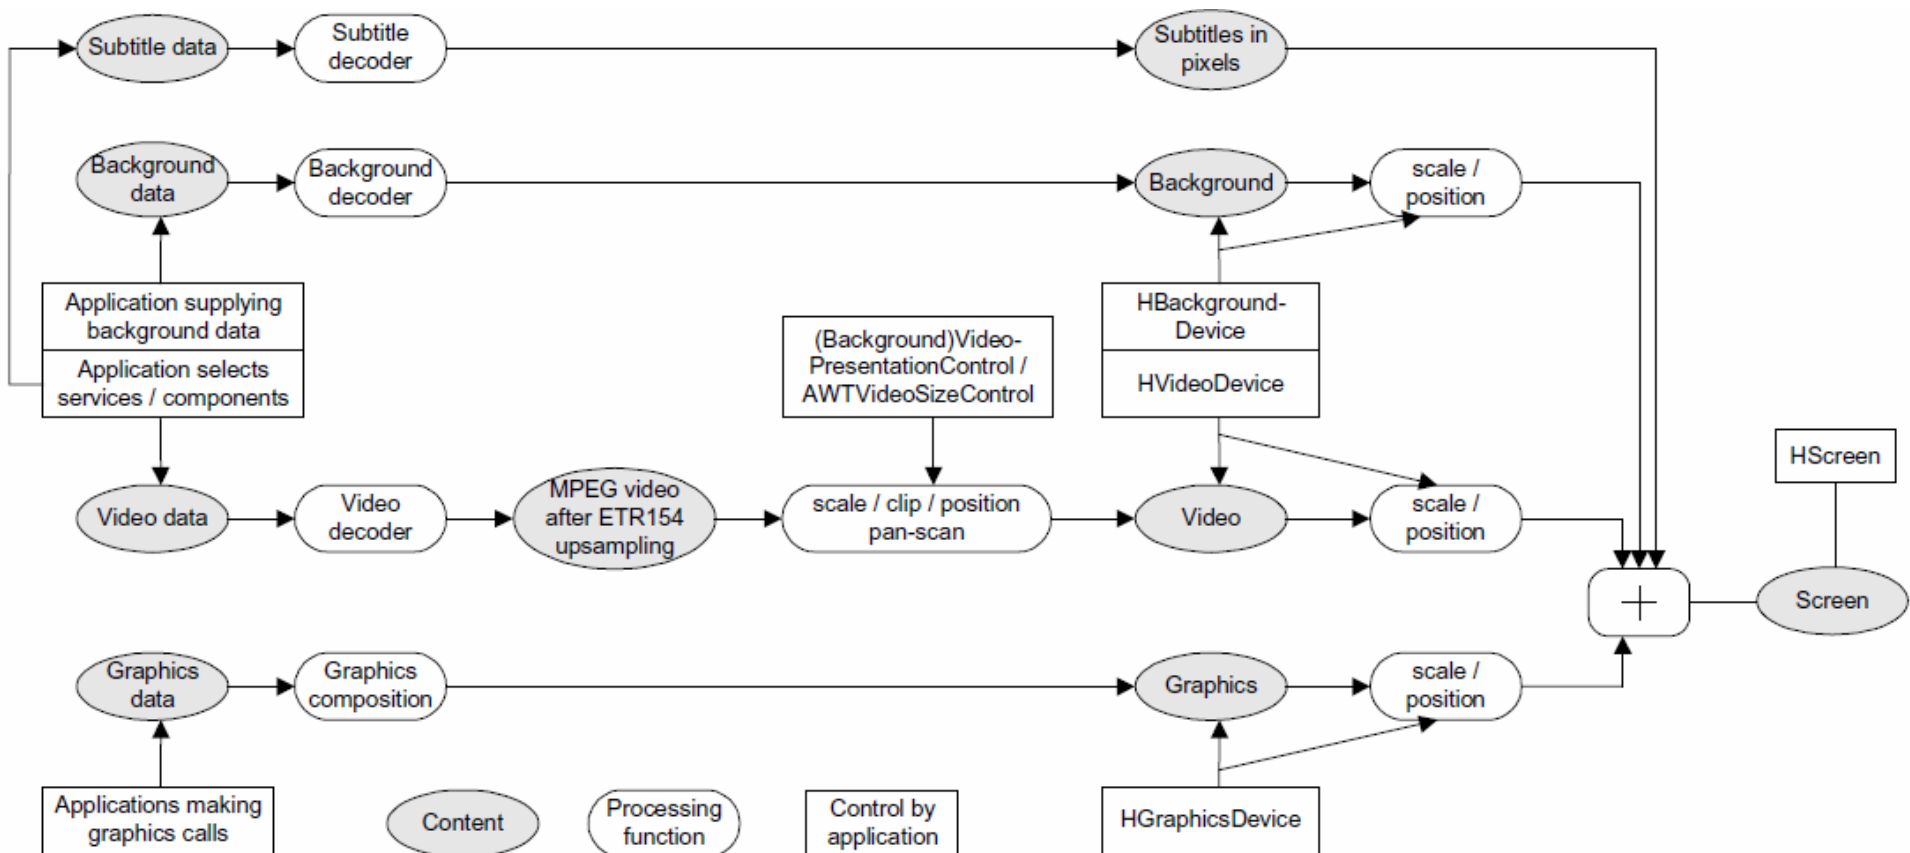 Subtitle data
Subtitle
decoder
Subtitles in
pixels
Background
data
Background
decoder
Background
scale /
position
Application supplying
background data
Application selects
services / components
(Background)Video-
PresentationControl /
AWTVideoSizeControl
HBackground-
Device
HVideoDevice
HScreen
Video data
Video
decoder
MPEG video
after ETR154
upsampling
scale / clip / position
pan-scan
Video
scale /
position
Screen
Graphics
data
Graphics
composition
Graphics
scale /
position
Applications making
graphics calls
Content
Processing
function
Control by
application
HGraphicsDevice